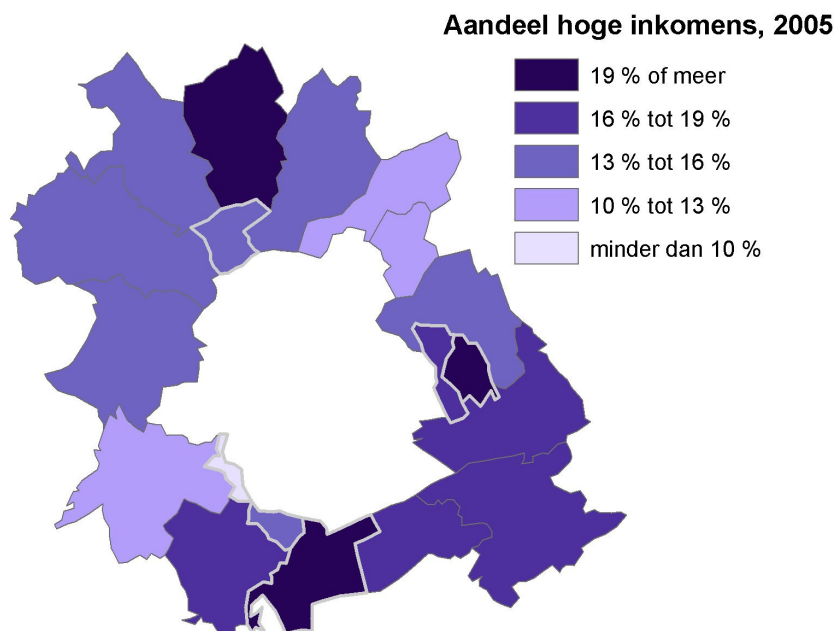 Aandeel hoge inkomens, 2005
19 % of meer
16 % tot 19 %
13 % tot 16 %
10 % tot 13 %
minder dan 10 %